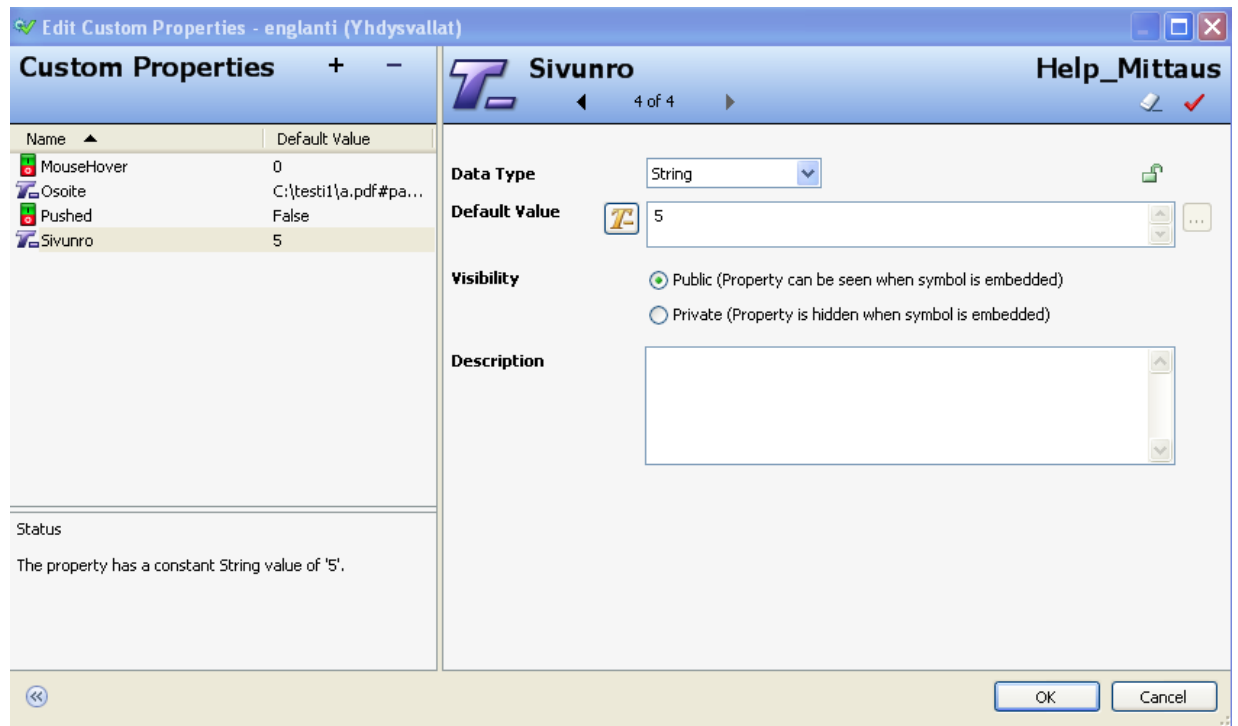 Edit Custom Properties - englanti (Yhdysvallat)
Custom Properties + −
Name Default Value
MouseHover 0
Osoite C:\testi1\a.pdf#pa...
Pushed False
Sivunro 5
Status
The property has a constant String value of '5'.
Sivunro Help_Mittaus
4 of 4
Data Type String
Default Value 5 ...
Visibility Public (Property can be seen when symbol is embedded)
Private (Property is hidden when symbol is embedded)
Description
OK Cancel